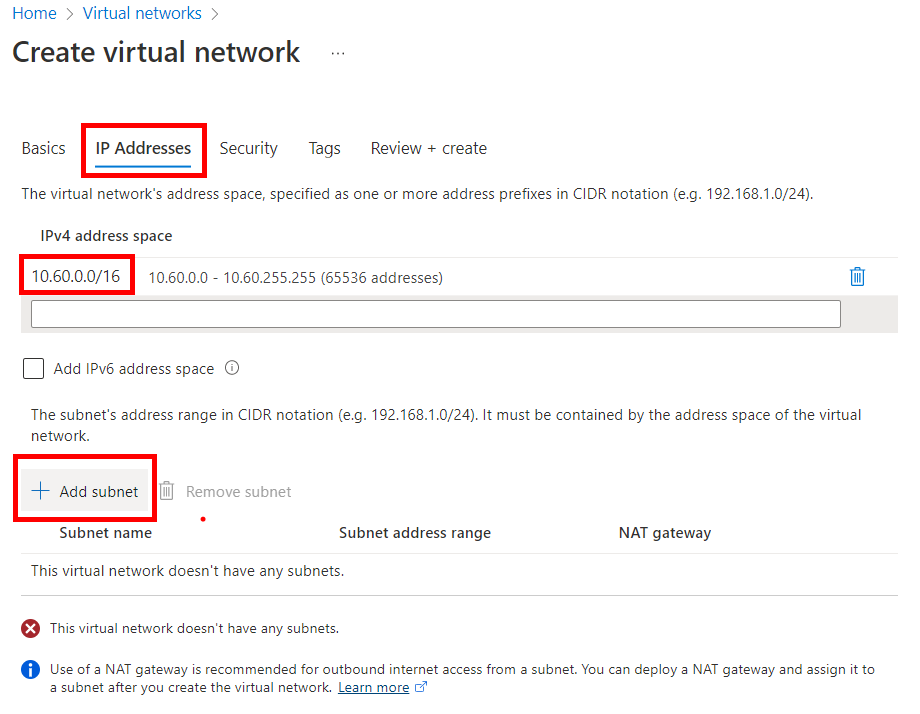 Home > Virtual networks >
Create virtual network ...
Basics IP Addresses Security Tags Review + create
The virtual network's address space, specified as one or more address prefixes in CIDR notation (e.g. 192.168.1.0/24).
IPv4 address space
10.60.0.0/16 10.60.0.0 - 10.60.255.255 (65536 addresses)
Add IPv6 address space
The subnet's address range in CIDR notation (e.g. 192.168.1.0/24). It must be contained by the address space of the virtual
network.
+ Add subnet Remove subnet
Subnet name Subnet address range NAT gateway
This virtual network doesn't have any subnets.
This virtual network doesn't have any subnets.
Use of a NAT gateway is recommended for outbound internet access from a subnet. You can deploy a NAT gateway and assign it to
a subnet after you create the virtual network. Learn more